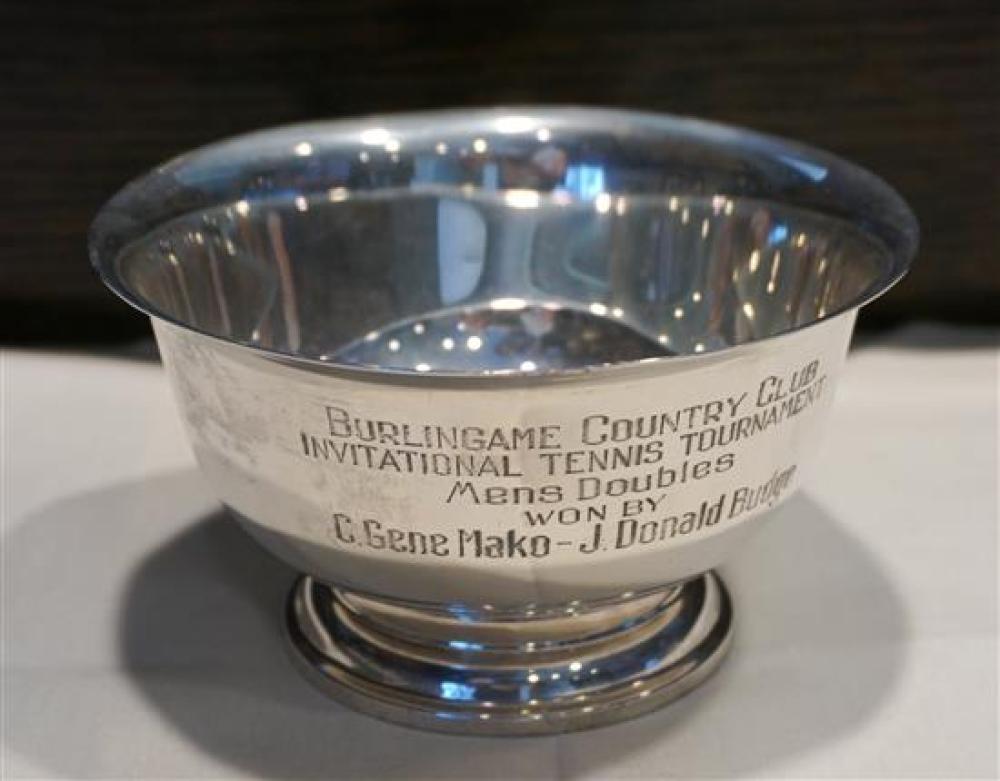 BURLINGAME COUNTRY CLUB
INVITATIONAL TENNIS TOURNAMENT
Mens Doubles
WON BY
C. Gene Mako - J. Donald Budge